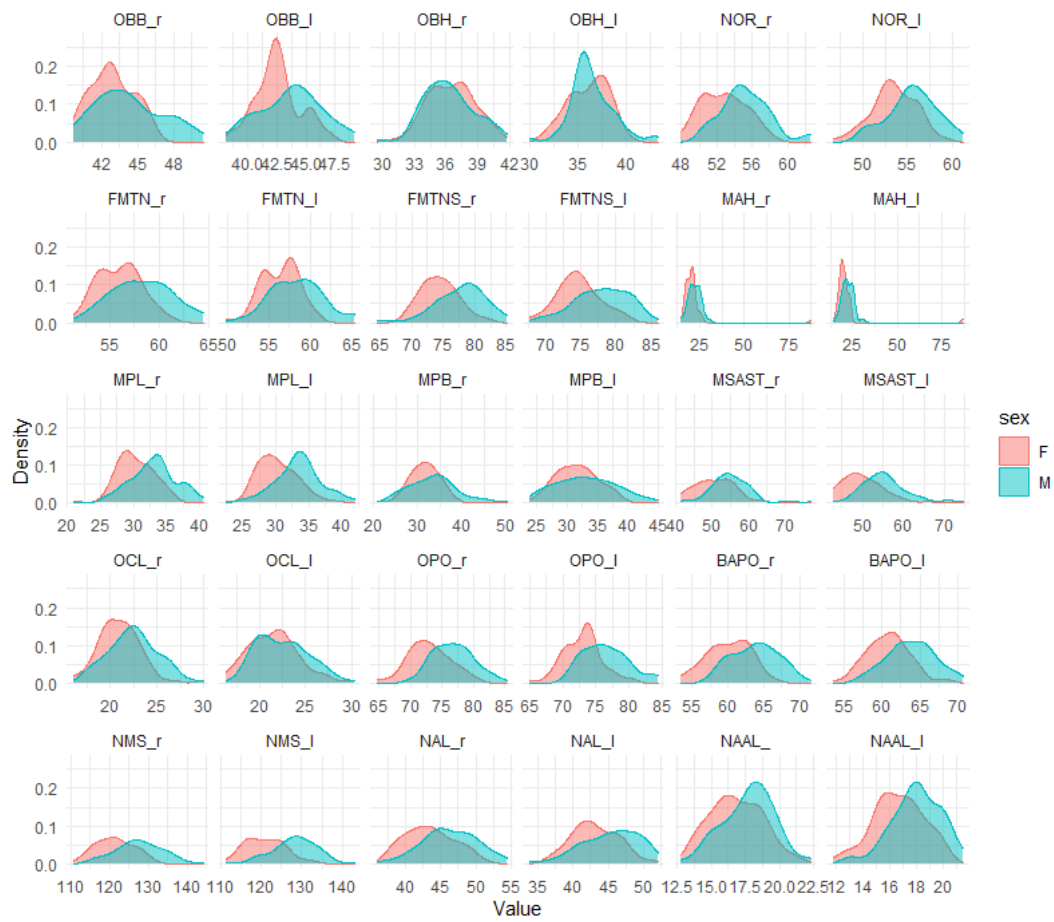 OBB_r OBB_l OBH_r OBH_l NOR_r NOR_l
0.2
0.1
0.0
42 45 48 40.0 42.5 45.0 47.5 30 33 36 39 42 30 35 40 48 52 56 60 50 55 60
FMTN_r FMTN_l FMTNS_r FMTNS_l MAH_r MAH_l
0.2
0.1
0.0
55 60 65 50 55 60 65 65 70 75 80 85 70 75 80 85 25 50 75 25 50 75
MPL_r MPL_l MPB_r MPB_l MSAST_r MSAST_l
0.2
0.1
0.0
21 25 30 35 40 25 30 35 40 20 30 40 50 25 30 35 40 45 40 50 60 70 50 60 70
OCL_r OCL_l OPO_r OPO_l BAPO_r BAPO_l
0.2
0.1
0.0
20 25 30 20 25 30 65 70 75 80 85 65 70 75 80 85 55 60 65 70 55 60 65 70
NMS_r NMS_l NAL_r NAL_l NAAL_ NAAL_l
0.2
0.1
0.0
110 120 130 140 110 120 130 140 40 45 50 55 35 40 45 50 12.5 15.0 17.5 20.0 22.5 12 14 16 18 20
Value
Density
sex
F
M